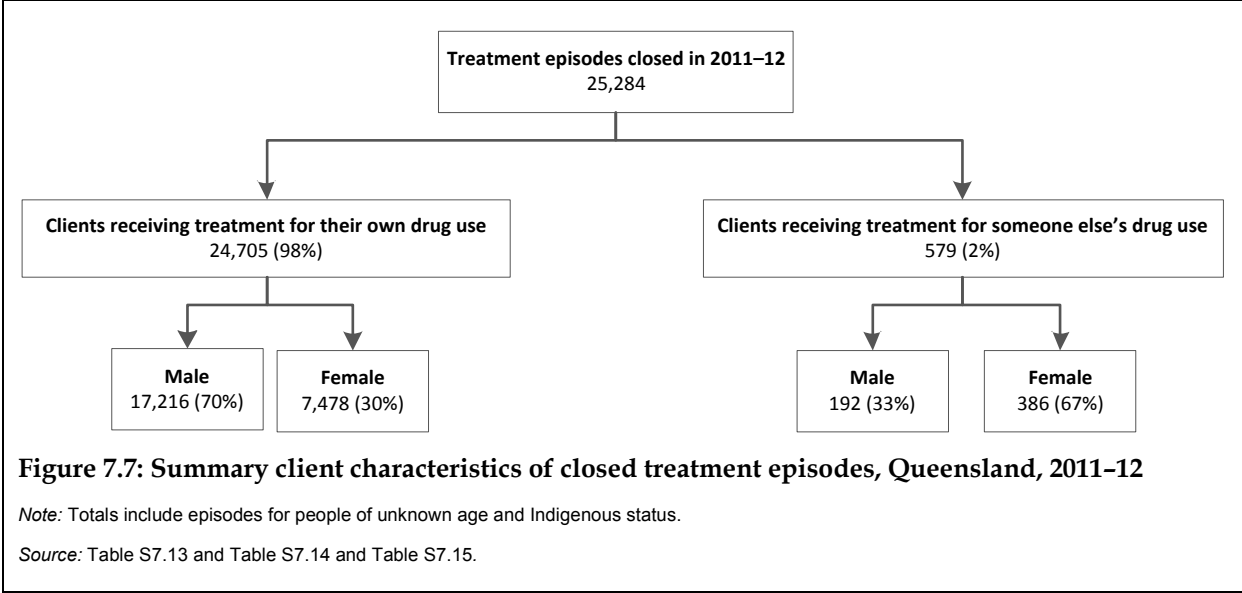 Treatment episodes closed in 2011–12
25,284
Clients receiving treatment for their own drug use
24,705 (98%)
Clients receiving treatment for someone else's drug use
579 (2%)
Male
17,216 (70%)
Female
7,478 (30%)
Male
192 (33%)
Female
386 (67%)
Figure 7.7: Summary client characteristics of closed treatment episodes, Queensland, 2011–12
Note: Totals include episodes for people of unknown age and Indigenous status.
Source: Table S7.13 and Table S7.14 and Table S7.15.